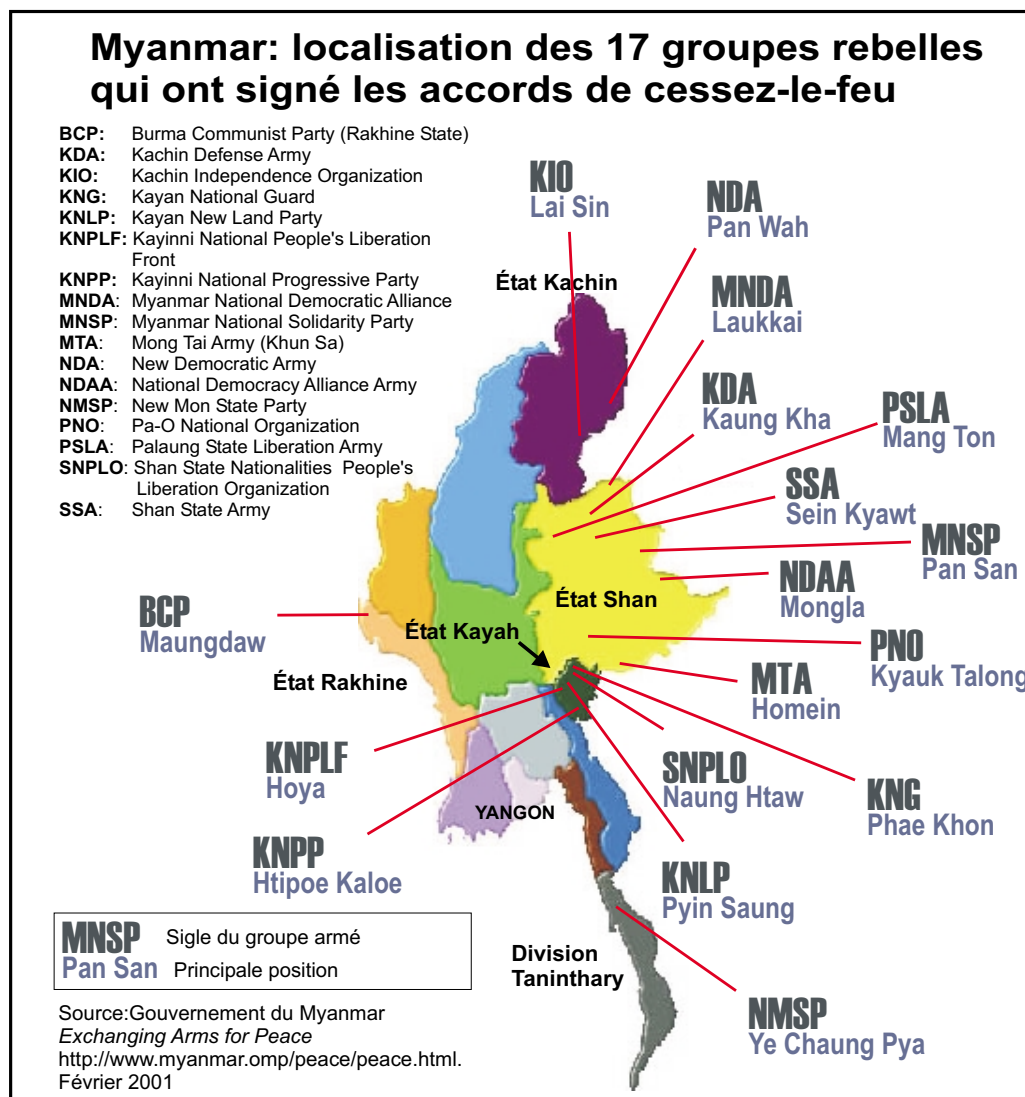 Myanmar: localisation des 17 groupes rebelles
qui ont signé les accords de cessez-le-feu
BCP: Burma Communist Party (Rakhine State)
KDA: Kachin Defense Army
KIO: Kachin Independence Organization
KNG: Kayan National Guard
KNLP: Kayan New Land Party
KNPLF: Kayinni National People's Liberation
Front
KNPP: Kayinni National Progressive Party
MNDA: Myanmar National Democratic Alliance
MNSP: Myanmar National Solidarity Party
MTA: Mong Tai Army (Khun Sa)
NDA: New Democratic Army
NDAA: National Democracy Alliance Army
NMSP: New Mon State Party
PNO: Pa-O National Organization
PSLA: Palaung State Liberation Army
SNPLO: Shan State Nationalities People's
Liberation Organization
SSA: Shan State Army
KIO
Lai Sin
NDA
Pan Wah
État Kachin
MNDA
Laukkai
KDA
Kaung Kha
PSLA
Mang Ton
SSA
Sein Kyawt
MNSP
Pan San
NDAA
Mongla
État Shan
BCP
Maungdaw
État Kayah
PNO
Kyauk Talong
État Rakhine
MTA
Homein
KNPLF
Hoya
SNPLO
Naung Htaw
KNG
Phae Khon
YANGON
KNPP
Htipoe Kaloe
KNLP
Pyin Saung
MNSP Sigle du groupe armé
Pan San Principale position
Division
Taninthary
NMSP
Ye Chaung Pya
Source:Gouvernement du Myanmar
Exchanging Arms for Peace
http://www.myanmar.omp/peace/peace.html.
Février 2001